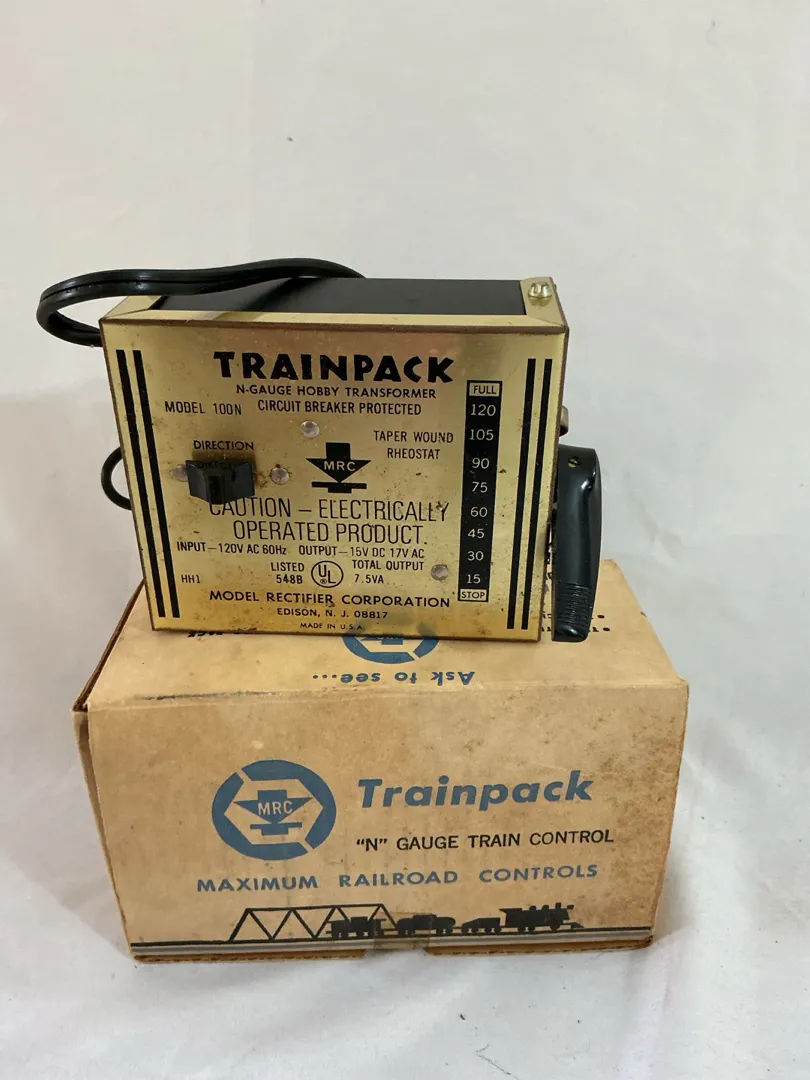 TRAINPACK
N-GAUGE HOBBY TRANSFORMER
MODEL 100N CIRCUIT BREAKER PROTECTED
TAPER WOUND
RHEOSTAT
DIRECTION
MRC
CAUTION – ELECTRICALLY
OPERATED PRODUCT.
INPUT–120V AC 60Hz OUTPUT–15V DC 17V AC
LISTED UL TOTAL OUTPUT
HH1 548B 7.5VA
MODEL RECTIFIER CORPORATION
EDISON, N. J. 08817
MADE IN U.S.A.
FULL
120
105
90
75
60
45
30
15
STOP
Ask to see...
MRC
Trainpack
"N" GAUGE TRAIN CONTROL
MAXIMUM RAILROAD CONTROLS